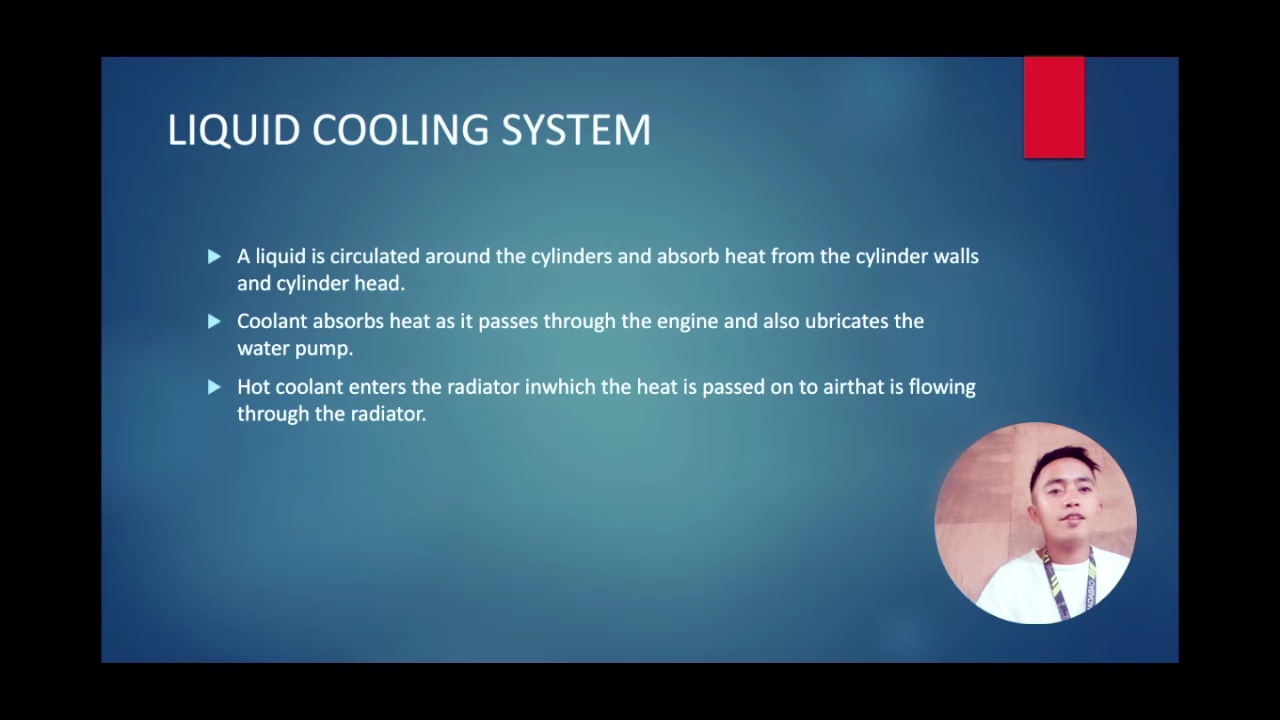 LIQUID COOLING SYSTEM
A liquid is circulated around the cylinders and absorb heat from the cylinder walls
and cylinder head.
Coolant absorbs heat as it passes through the engine and also ubricates the
water pump.
Hot coolant enters the radiator inwhich the heat is passed on to airthat is flowing
through the radiator.